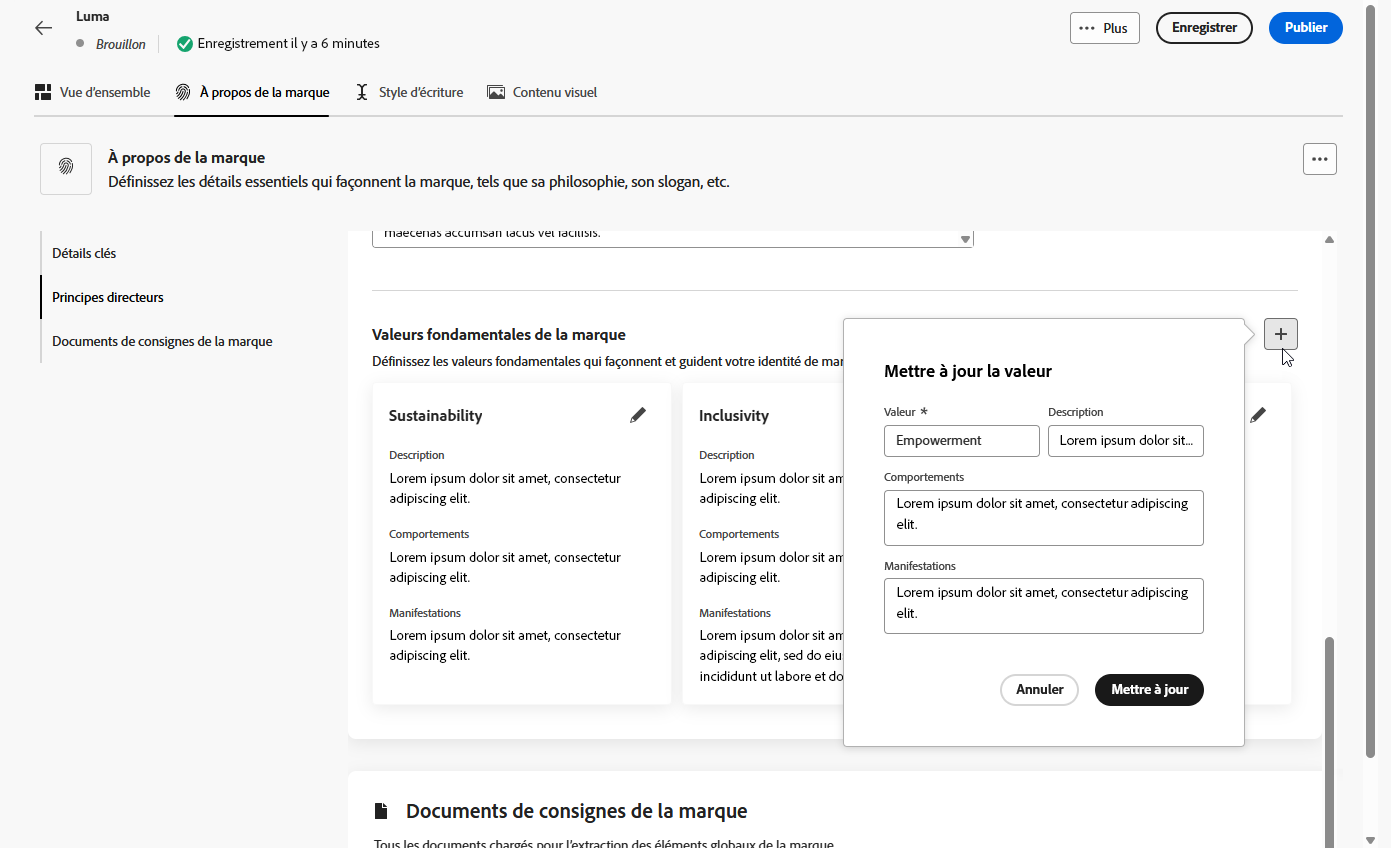 Luma
Brouillon
Enregistrement il y a 6 minutes
Plus
Enregistrer
Publier
Vue d'ensemble
À propos de la marque
Style d'écriture
Contenu visuel
À propos de la marque
Définissez les détails essentiels qui façonnent la marque, tels que sa philosophie, son slogan, etc.
Détails clés
Principes directeurs
Documents de consignes de la marque
maecenas accumsan lacus vel facilisis.
Valeurs fondamentales de la marque
Définissez les valeurs fondamentales qui façonnent et guident votre identité de mar
Sustainability
Description
Lorem ipsum dolor sit amet, consectetur
adipiscing elit.
Comportements
Lorem ipsum dolor sit amet, consectetur
adipiscing elit.
Manifestations
Lorem ipsum dolor sit amet, consectetur
adipiscing elit.
Inclusivity
Description
Lorem ipsum dolor sit am
adipiscing elit.
Comportements
Lorem ipsum dolor sit am
adipiscing elit.
Manifestations
Lorem ipsum dolor sit am
adipiscing elit, sed do eiu
incididunt ut labore et do
Mettre à jour la valeur
Valeur *
Description
Empowerment
Lorem ipsum dolor sit...
Comportements
Lorem ipsum dolor sit amet, consectetur adipiscing
elit.
Manifestations
Lorem ipsum dolor sit amet, consectetur adipiscing
elit.
Annuler
Mettre à jour
Documents de consignes de la marque
Tous les documents chargés pour l'extraction des éléments globaux de la marque